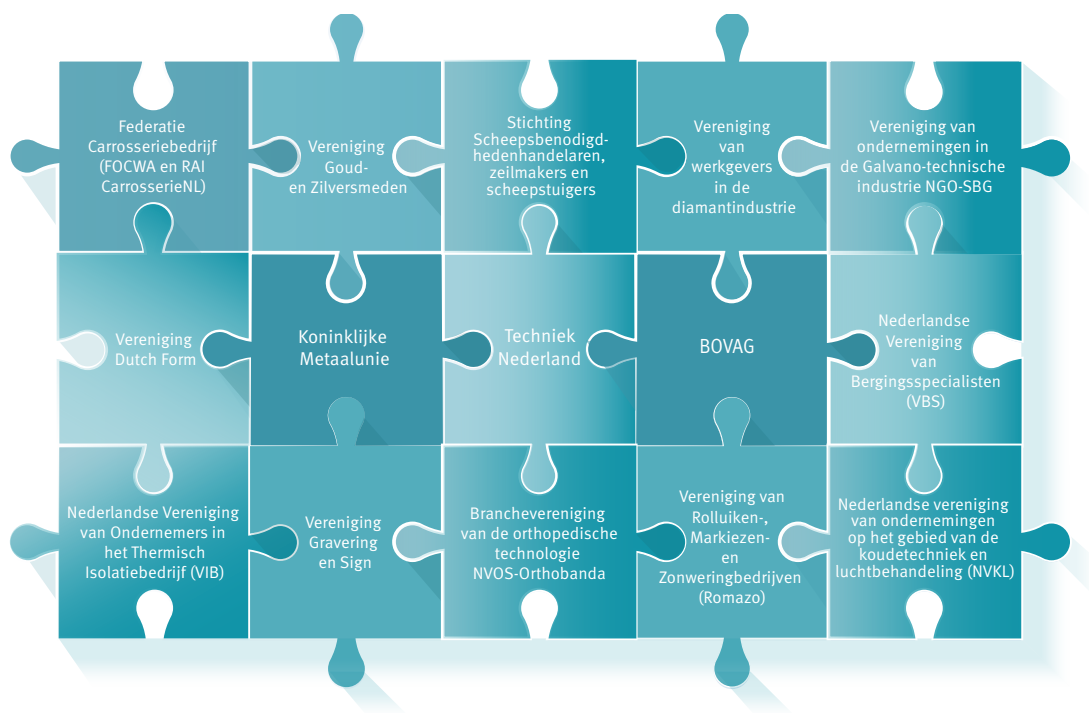 Federatie
Carrosseriebedrijf
(FOCWA en RAI
CarrosserieNL)
Vereniging
Goud-
en Zilversmeden
Stichting
Scheepsbenodigd-
hedenhandelaren,
zeilmakers en
scheepstuigers
Vereniging
van
werkgevers
in de
diamantindustrie
Vereniging van
ondernemingen in
de Galvano-technische
industrie NGO-SBG
Vereniging
Dutch Form
Koninklijke
Metaalunie
Techniek
Nederland
BOVAG
Nederlandse
Vereniging
van
Bergingsspecialisten
(VBS)
Nederlandse Vereniging
van Ondernemers in
het Thermisch
Isolatiebedrijf (VIB)
Vereniging
Gravering
en Sign
Branchevereniging
van de orthopedische
technologie
NVOS-Orthobanda
Vereniging van
Rolluiken-,
Markiezen-
en
Zonweringbedrijven
(Romazo)
Nederlandse vereniging
van ondernemingen
op het gebied van de
koudetechniek en
luchtbehandeling (NVKL)